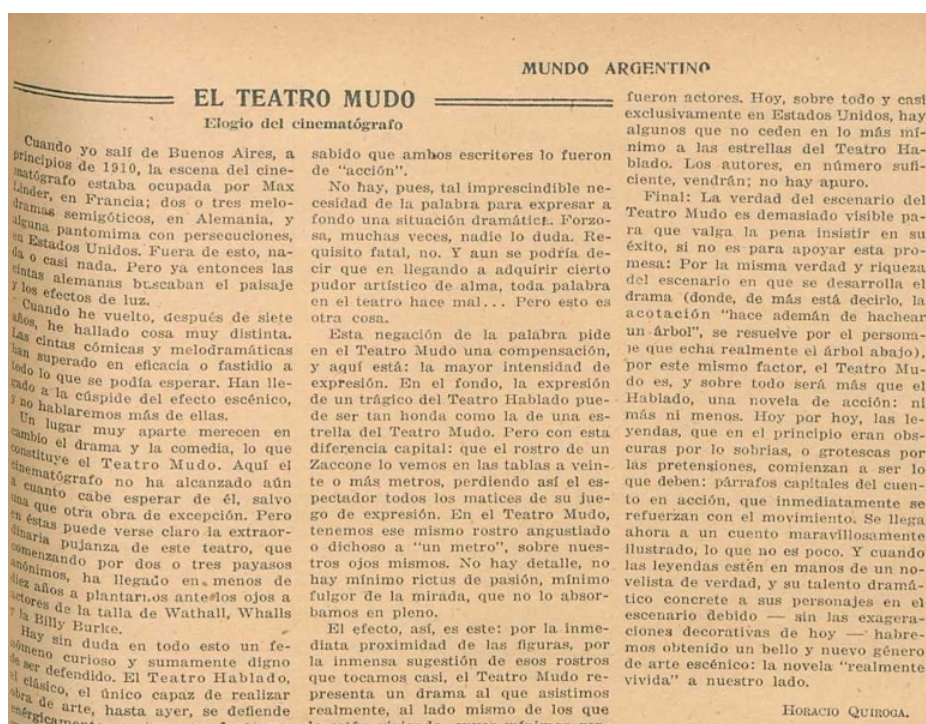 MUNDO ARGENTINO
EL TEATRO MUDO
Elogio del cinematógrafo
Cuando yo salí de Buenos Aires, a
principios de 1910, la escena del cine-
matógrafo estaba ocupada por Max
Linder, en Francia; dos o tres melo-
dramas semigóticos, en Alemania, y
alguna pantomima con persecuciones,
en Estados Unidos. Fuera de esto, na-
da o casi nada. Pero ya entonces las
cintas alemanas buscaban el paisaje
y los efectos de luz.
Cuando he vuelto, después de siete
años, he hallado cosa muy distinta.
Las cintas cómicas y melodramáticas
han superado en eficacia o fastidio a
todo lo que se podía esperar. Han lle-
gado a la cúspide del efecto escénico,
y no hablaremos más de ellas.
Un lugar muy aparte merecen en
cambio el drama y la comedia, lo que
constituye el Teatro Mudo. Aquí el
cinematógrafo no ha alcanzado aún
a cuanto cabe esperar de él, salvo
una que otra obra de excepción. Pero
en éstas puede verse claro la extraor-
dinaria pujanza de este teatro, que
comenzando por dos o tres payasos
anónimos, ha llegado en menos de
diez años a plantarnos ante los ojos a
actores de la talla de Wathall, Whalls
y la Billy Burke.
Hay sin duda en todo esto un fe-
nómeno curioso y sumamente digno
de ser defendido. El Teatro Hablado,
el clásico, el único capaz de realizar
obra de arte, hasta ayer, se defiende
sabido que ambos escritores lo fueron
de "acción".
No hay, pues, tal imprescindible ne-
cesidad de la palabra para expresar a
fondo una situación dramática. Forzo-
sa, muchas veces, nadie lo duda. Re-
quisito fatal, no. Y aun se podría de-
cir que en llegando a adquirir cierto
pudor artístico de alma, toda palabra
en el teatro hace mal... Pero esto es
otra cosa.
Esta negación de la palabra pide
en el Teatro Mudo una compensación,
y aquí está: la mayor intensidad de
expresión. En el fondo, la expresión
de un trágico del Teatro Hablado pue-
de ser tan honda como la de una es-
trella del Teatro Mudo. Pero con esta
diferencia capital: que el rostro de un
Zaccone lo vemos en las tablas a vein-
te o más metros, perdiendo así el es-
pectador todos los matices de su jue-
go de expresión. En el Teatro Mudo,
tenemos ese mismo rostro angustiado
o dichoso a "un metro", sobre nues-
tros ojos mismos. No hay detalle, no
hay mínimo rictus de pasión, mínimo
fulgor de la mirada, que no lo absor-
bamos en pleno.
El efecto, así, es este: por la inme-
diata proximidad de las figuras, por
la inmensa sugestión de esos rostros
que tocamos casi, el Teatro Mudo re-
presenta un drama al que asistimos
realmente, al lado mismo de los que
fueron actores. Hoy, sobre todo y casi
exclusivamente en Estados Unidos, hay
algunos que no ceden en lo más mí-
nimo a las estrellas del Teatro Ha-
blado. Los autores, en número sufi-
ciente, vendrán; no hay apuro.
Final: La verdad del escenario del
Teatro Mudo es demasiado visible pa-
ra que valga la pena insistir en su
éxito, si no es para apoyar esta pro-
mesa: Por la misma verdad y riqueza
del escenario en que se desarrolla el
drama (donde, de más está decirlo, la
acotación "hace ademán de hachear
un árbol", se resuelve por el persona-
je que echa realmente el árbol abajo),
por este mismo factor, el Teatro Mu-
do es, y sobre todo será más que el
Hablado, una novela de acción: ni
más ni menos. Hoy por hoy, las le-
yendas, que en el principio eran obs-
curas por lo sobrias, o grotescas por
las pretensiones, comienzan a ser lo
que deben: párrafos capitales del cuen-
to en acción, que inmediatamente se
refuerzan con el movimiento. Se llega
ahora a un cuento maravillosamente
ilustrado, lo que no es poco. Y cuando
las leyendas estén en manos de un no-
velista de verdad, y su talento dramá-
tico concrete a sus personajes en el
escenario debido — sin las exagera-
ciones decorativas de hoy — habre-
mos obtenido un bello y nuevo género
de arte escénico: la novela "realmente
vivida" a nuestro lado.
HORACIO QUIROGA.